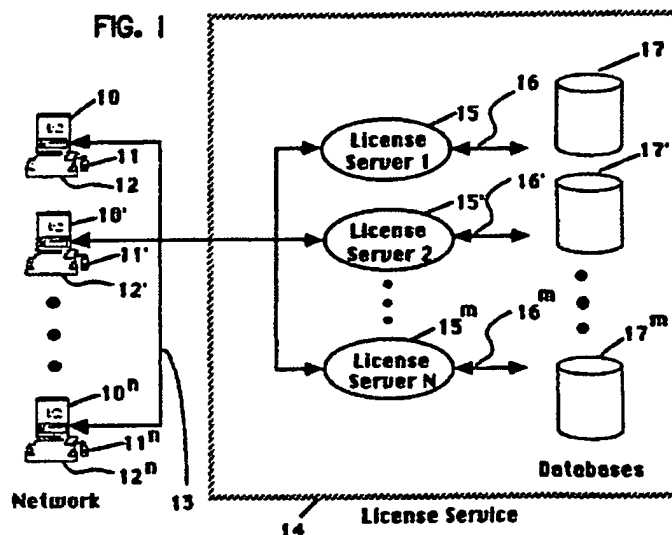 FIG. 1
10
11
12
10'
11'
12'
10ⁿ
11ⁿ
12ⁿ
Network
13
14
License Service
License Server 1
15
16
17
License Server 2
15'
16'
17'
License Server N
15ᵐ
16ᵐ
17ᵐ
Databases